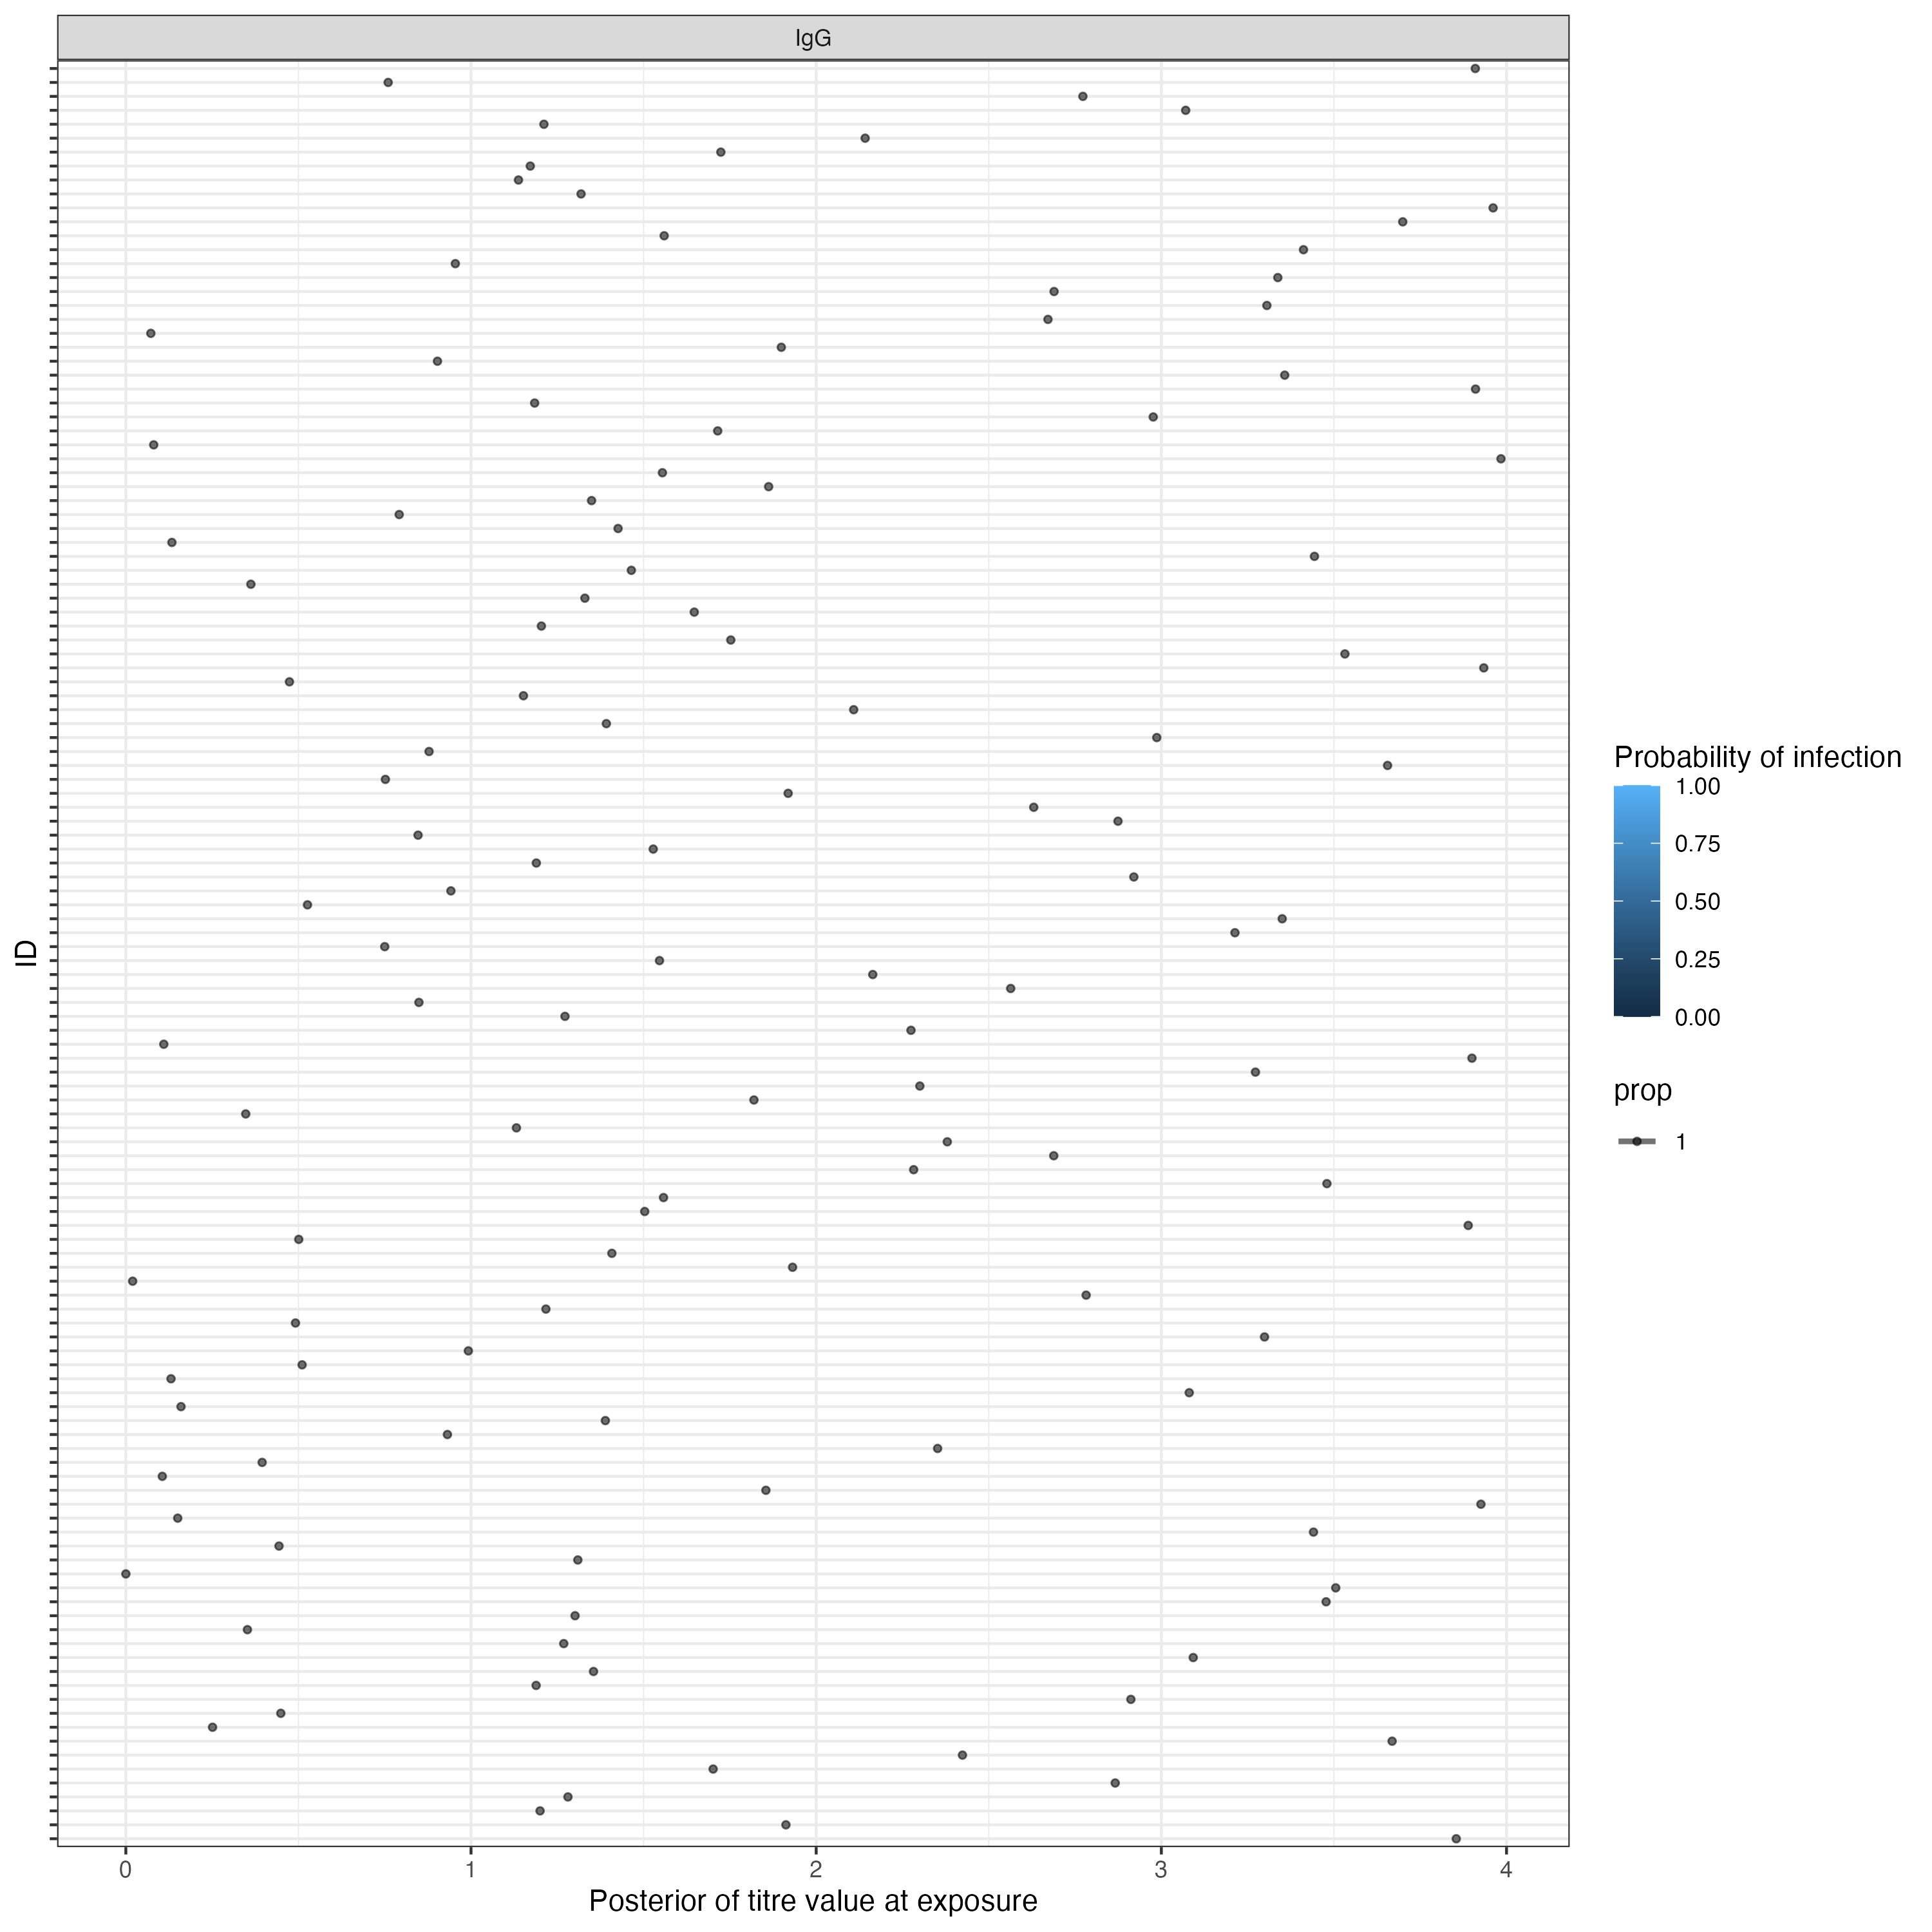 IgG
ID
0 1 2 3 4
Posterior of titre value at exposure
Probability of infection
1.00
0.75
0.50
0.25
0.00
prop
1